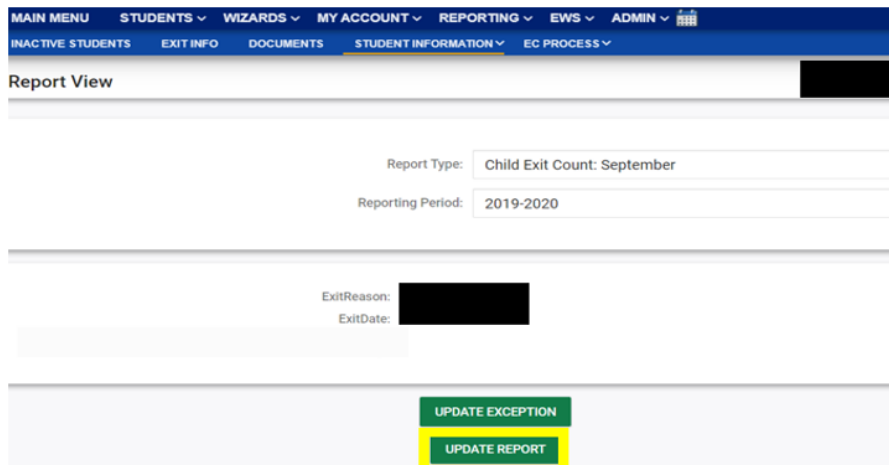 MAIN MENU STUDENTS WIZARDS MY ACCOUNT REPORTING EWS ADMIN
INACTIVE STUDENTS EXIT INFO DOCUMENTS STUDENT INFORMATION EC PROCESS
Report View
Report Type: Child Exit Count: September
Reporting Period: 2019-2020
ExitReason:
ExitDate:
UPDATE EXCEPTION
UPDATE REPORT